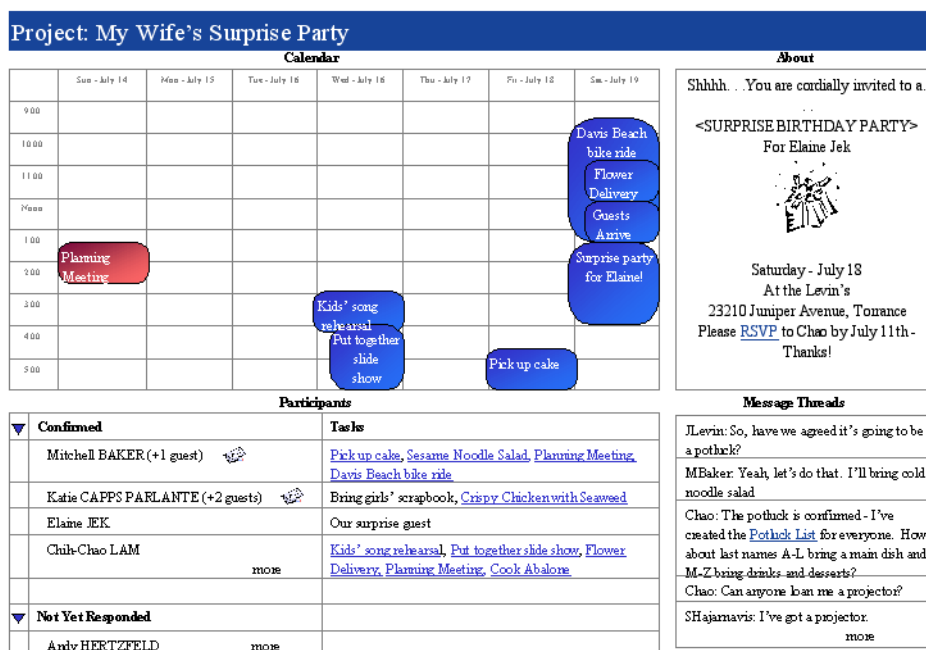 Project: My Wife's Surprise Party
Calendar
Sun - July 14 Mon - July 15 Tue - July 16 Wed - July 16 Thu - July 17 Fri - July 18 Sat - July 19
9:00
10:00
11:00
Noon
1:00
2:00
3:00
4:00
5:00
Planning
Meeting
Kids' song
rehearsal
Put together
slide
show
Pick up cake
Davis Beach
bike ride
Flower
Delivery
Guests
Arrive
Surprise party
for Elaine!
About
Shhhh. . .You are cordially invited to a.
. .
<SURPRISE BIRTHDAY PARTY>
For Elaine Jek
Saturday - July 18
At the Levin's
23210 Juniper Avenue, Torrance
Please RSVP to Chao by July 11th -
Thanks!
Participants
Confirmed Tasks
Mitchell BAKER (+1 guest) Pick up cake, Sesame Noodle Salad, Planning Meeting,
Davis Beach bike ride
Katie CAPPS PARLANTE (+2 guests) Bring girls' scrapbook, Crispy Chicken with Seaweed
Elaine JEK Our surprise guest
Chih-Chao LAM Kids' song rehearsal, Put together slide show, Flower
more Delivery, Planning Meeting, Cook Abalone
Not Yet Responded
Andy HERTZFELD more
Message Threads
JLevin: So, have we agreed it's going to be
a potluck?
MBaker: Yeah, let's do that. I'll bring cold
noodle salad
Chao: The potluck is confirmed - I've
created the Potluck List for everyone. How
about last names A-L bring a main dish and
M-Z bring drinks and desserts?
Chao: Can anyone loan me a projector?
SHajarnavis: I've got a projector.
more